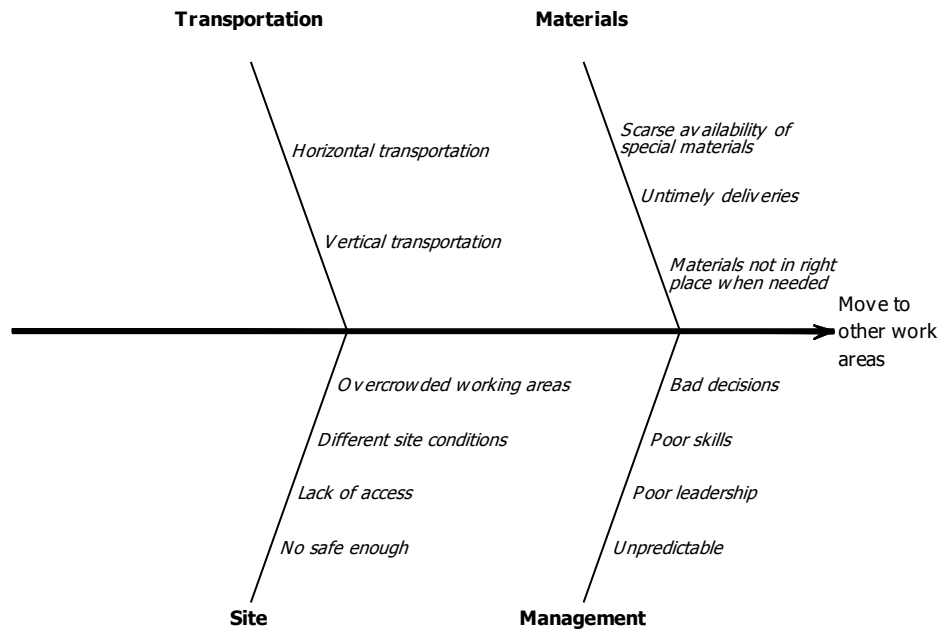 Transportation
Materials
Scarse availability of
special materials
Horizontal transportation
Untimely deliveries
Vertical transportation
Materials not in right
place when needed
Move to
other work
areas
Overcrowded working areas
Bad decisions
Different site conditions
Poor skills
Lack of access
Poor leadership
No safe enough
Unpredictable
Site
Management